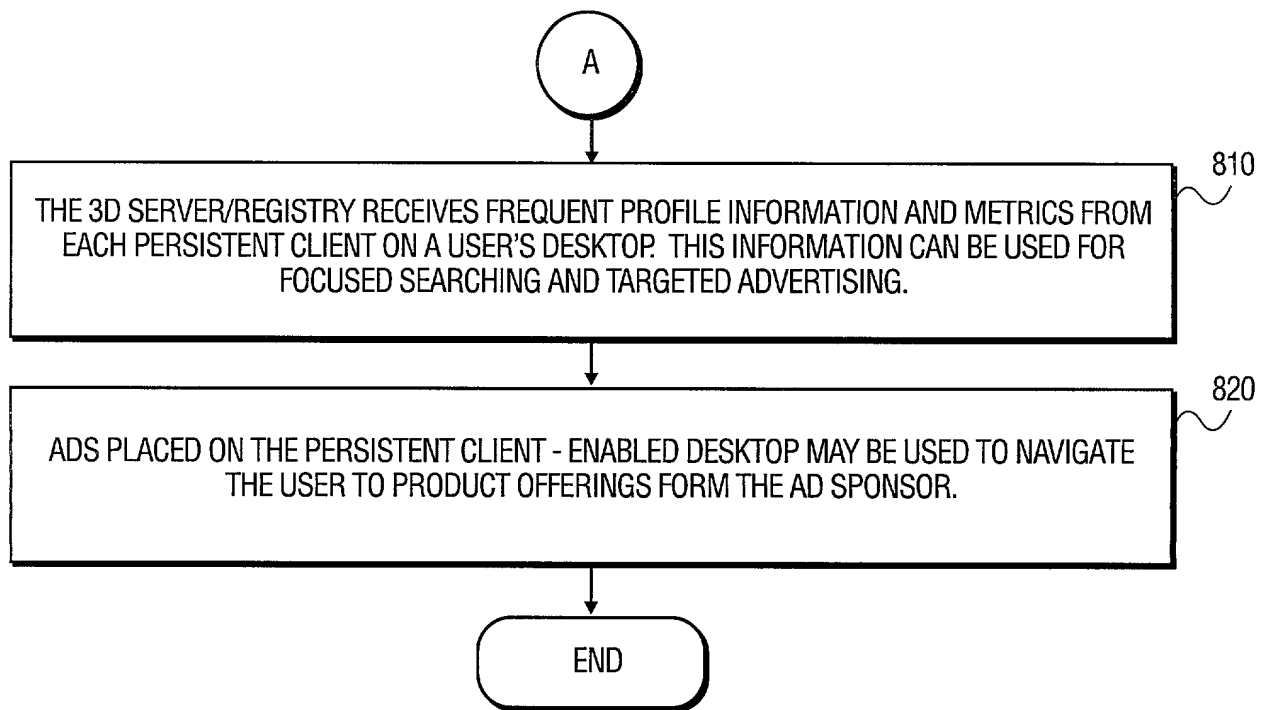 A
810
THE 3D SERVER/REGISTRY RECEIVES FREQUENT PROFILE INFORMATION AND METRICS FROM
EACH PERSISTENT CLIENT ON A USER'S DESKTOP. THIS INFORMATION CAN BE USED FOR
FOCUSED SEARCHING AND TARGETED ADVERTISING.
820
ADS PLACED ON THE PERSISTENT CLIENT - ENABLED DESKTOP MAY BE USED TO NAVIGATE
THE USER TO PRODUCT OFFERINGS FORM THE AD SPONSOR.
END